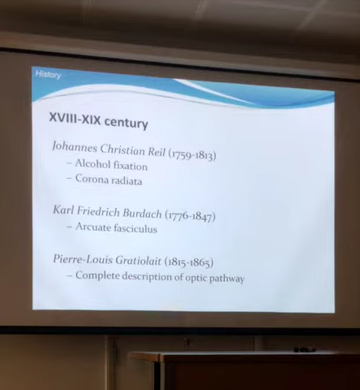 History
XVIII-XIX century
Johannes Christian Reil (1759-1813)
– Alcohol fixation
– Corona radiata
Karl Friedrich Burdach (1776-1847)
– Arcuate fasciculus
Pierre-Louis Gratiolait (1815-1865)
– Complete description of optic pathway